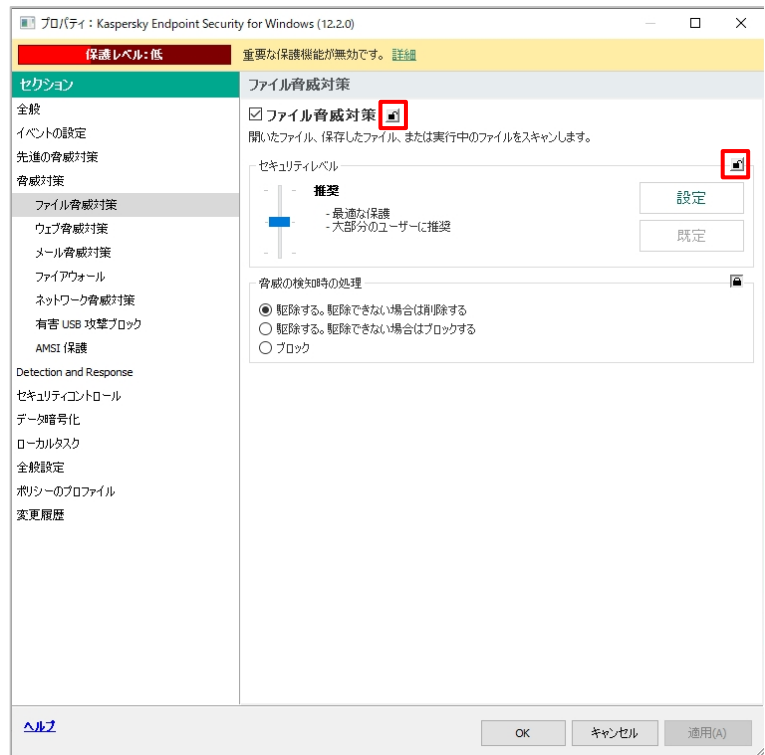 プロパティ：Kaspersky Endpoint Security for Windows (12.2.0)
保護レベル: 低
重要な保護機能が無効です。 詳細
セクション
全般
イベントの設定
先進の脅威対策
脅威対策
ファイル脅威対策
ウェブ脅威対策
メール脅威対策
ファイアウォール
ネットワーク脅威対策
有害 USB 攻撃ブロック
AMSI 保護
Detection and Response
セキュリティコントロール
データ暗号化
ローカルタスク
全般設定
ポリシーのプロファイル
変更履歴
ファイル脅威対策
ファイル脅威対策
開いたファイル、保存したファイル、または実行中のファイルをスキャンします。
セキュリティレベル
推奨
- 最適な保護
- 大部分のユーザーに推奨
設定
既定
脅威の検知時の処理
駆除する。駆除できない場合は削除する
駆除する。駆除できない場合はブロックする
ブロック
ヘルプ
OK
キャンセル
適用(A)